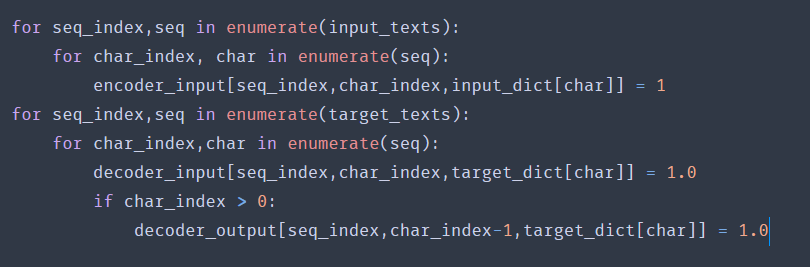 for seq_index,seq in enumerate(input_texts):
    for char_index, char in enumerate(seq):
        encoder_input[seq_index,char_index,input_dict[char]] = 1
for seq_index,seq in enumerate(target_texts):
    for char_index,char in enumerate(seq):
        decoder_input[seq_index,char_index,target_dict[char]] = 1.0
        if char_index > 0:
            decoder_output[seq_index,char_index-1,target_dict[char]] = 1.0